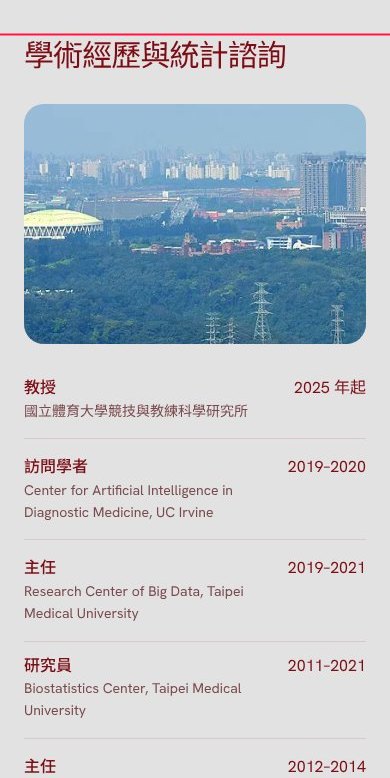 學術經歷與統計諮詢
教授
2025 年起
國立體育大學競技與教練科學研究所
訪問學者
2019–2020
Center for Artificial Intelligence in
Diagnostic Medicine, UC Irvine
主任
2019–2021
Research Center of Big Data, Taipei
Medical University
研究員
2011–2021
Biostatistics Center, Taipei Medical
University
主任
2012–2014